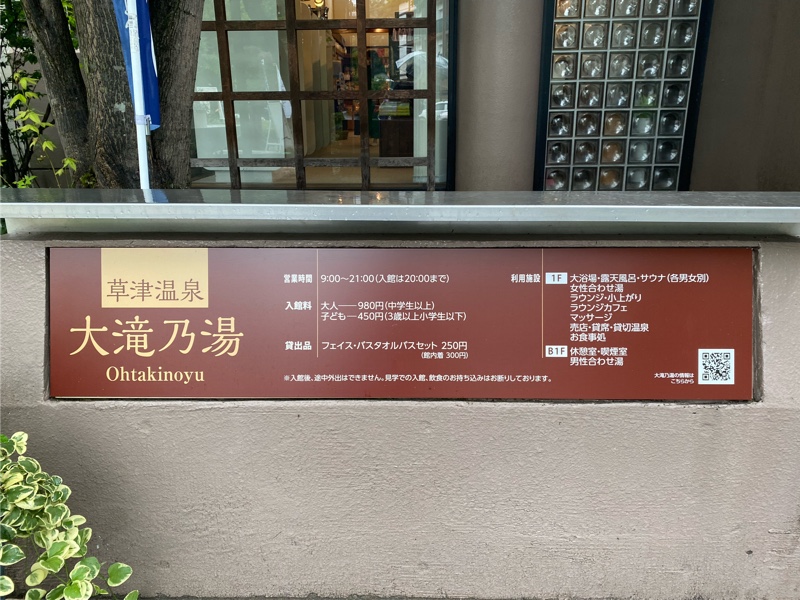 草津温泉
大滝乃湯
Ohtakinoyu
営業時間 9:00〜21:00(入館は20:00まで)
入館料 大人──980円(中学生以上)
子ども─450円(3歳以上小学生以下)
貸出品 フェイス・バスタオルバスセット 250円
(館内着 300円)
※入館後、途中外出はできません。見学での入館、飲食のお持ち込みはお断りしております。
利用施設 1F 大浴場・露天風呂・サウナ(各男女別)
女性合わせ湯
ラウンジ・小上がり
ラウンジカフェ
マッサージ
売店・貸席・貸切温泉
お食事処
B1F 休憩室・喫煙室
男性合わせ湯
大滝乃湯の情報は
こちらから